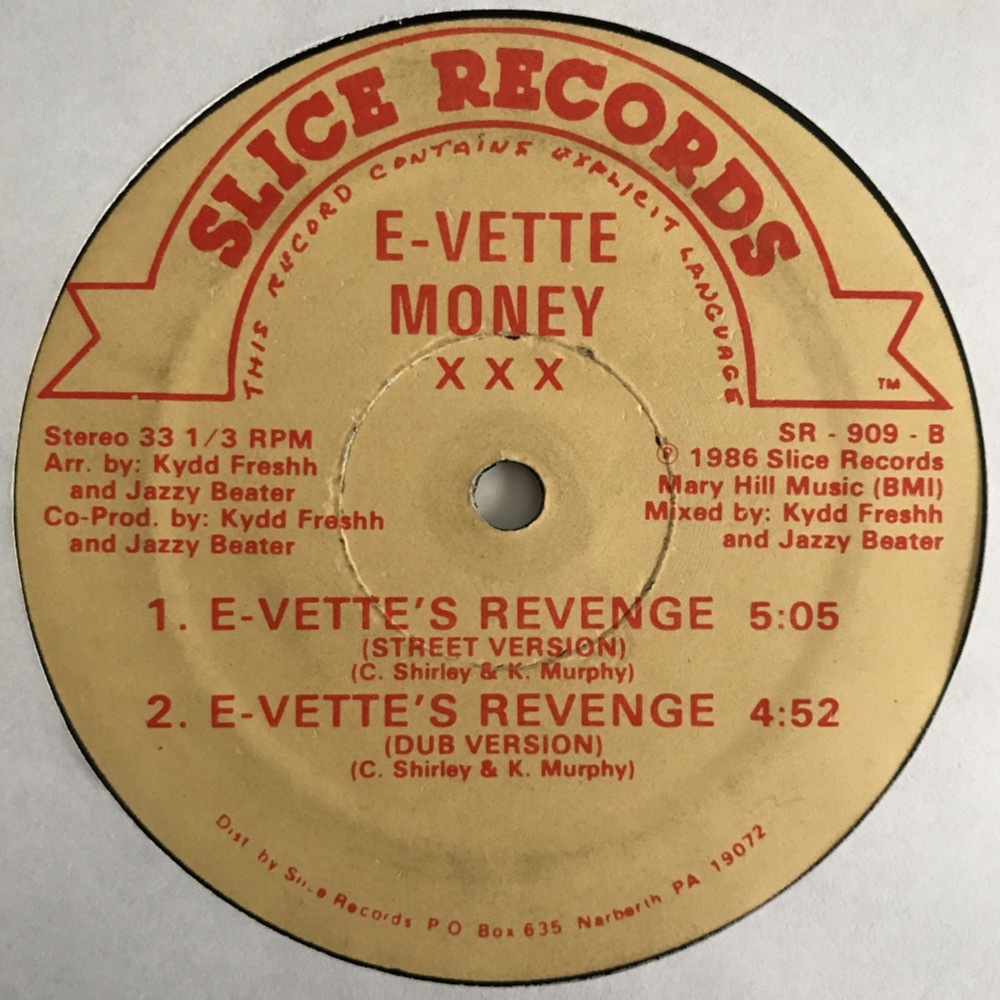 SLICE RECORDS
THIS RECORD CONTAINS EXPLICIT LANGUAGE
E-VETTE
MONEY
X X X
TM
Stereo 33 1/3 RPM
Arr. by: Kydd Freshh
and Jazzy Beater
Co-Prod. by: Kydd Freshh
and Jazzy Beater
SR - 909 - B
℗ 1986 Slice Records
Mary Hill Music (BMI)
Mixed by: Kydd Freshh
and Jazzy Beater
1. E-VETTE'S REVENGE 5:05
(STREET VERSION)
(C. Shirley & K. Murphy)
2. E-VETTE'S REVENGE 4:52
(DUB VERSION)
(C. Shirley & K. Murphy)
Dist by Slice Records P O Box 635 Narberth PA 19072